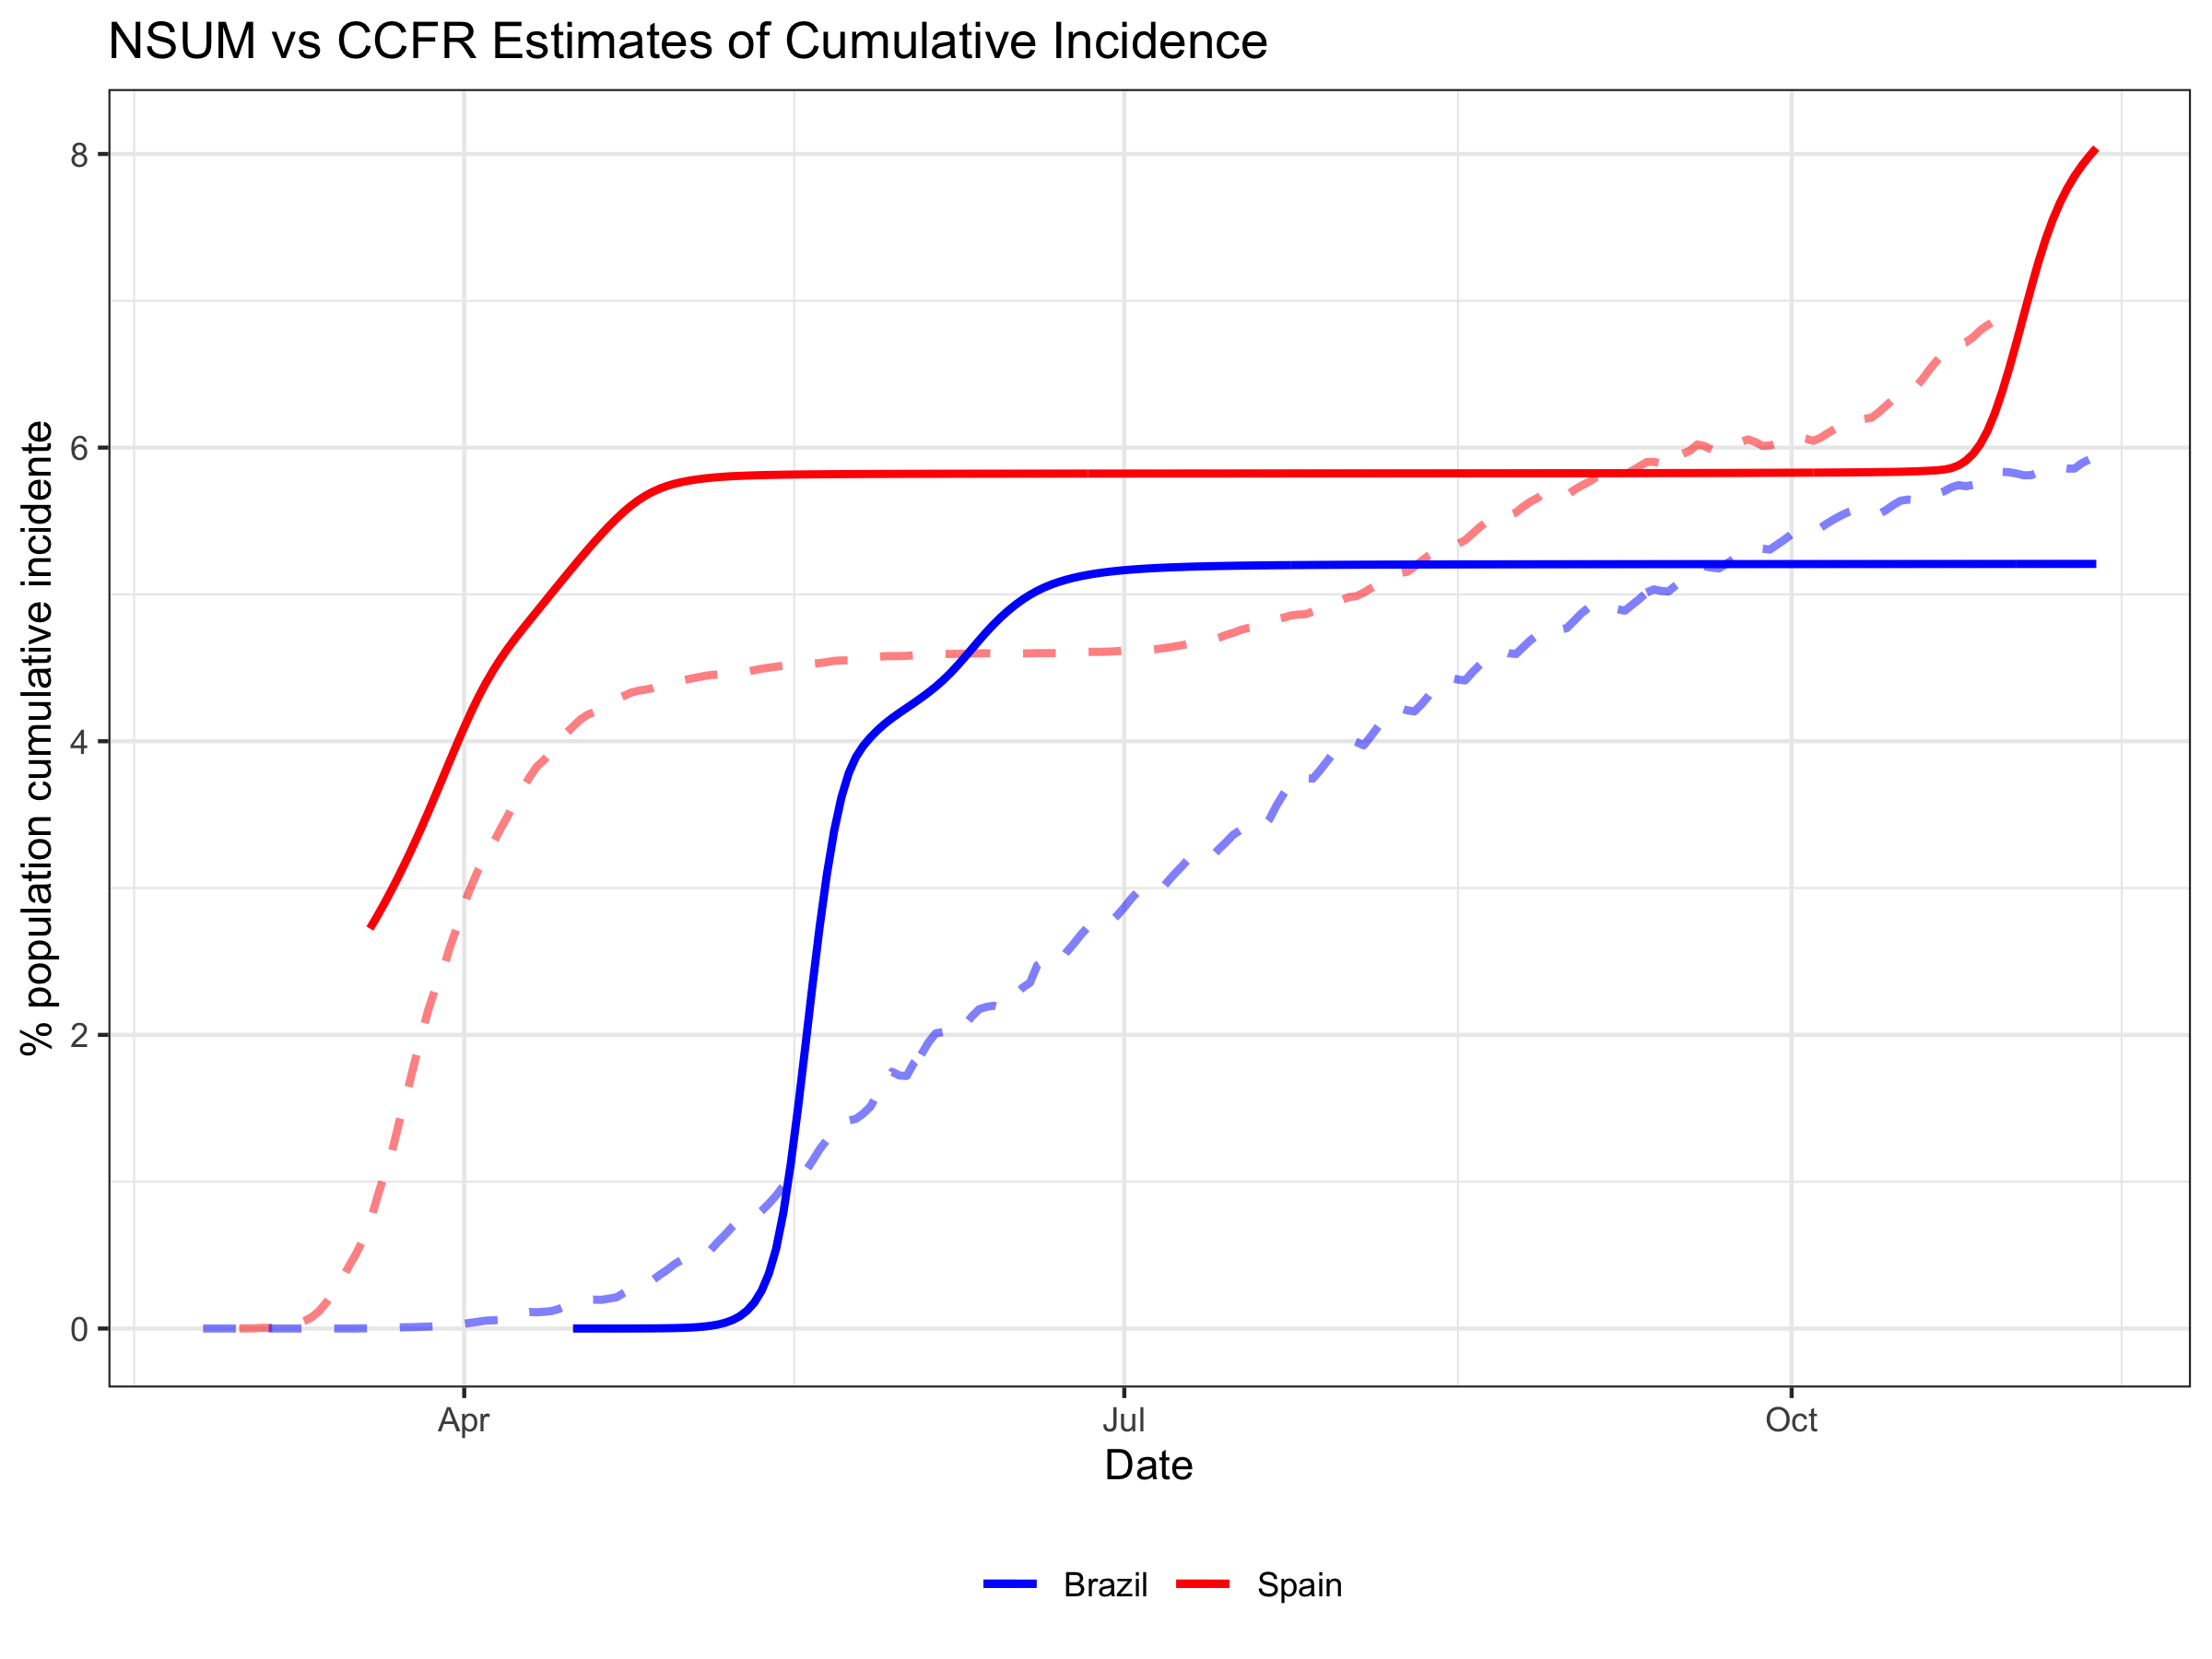 NSUM vs CCFR Estimates of Cumulative Incidence
% population cumulative incidente
8
6
4
2
0
Apr Jul Oct
Date
Brazil Spain